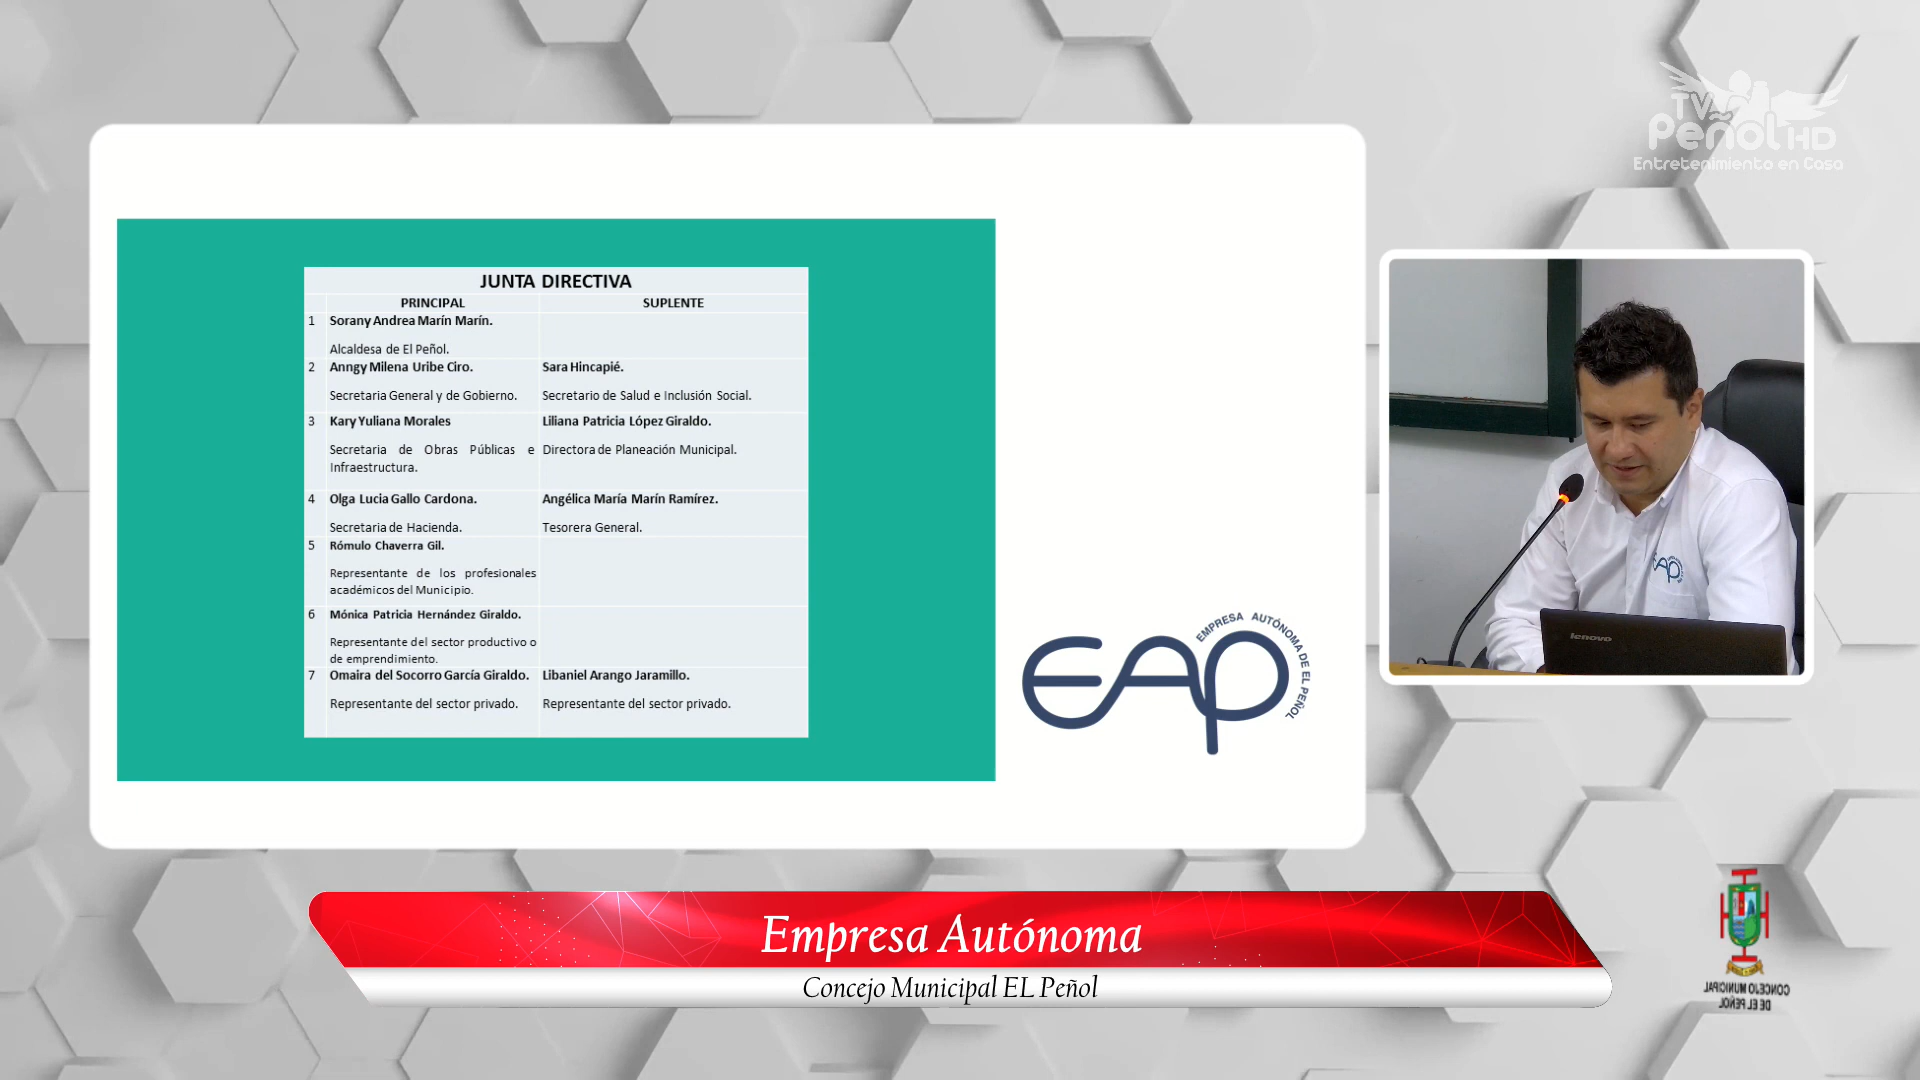 TV
Peñol HD
Entretenimiento en Casa
JUNTA DIRECTIVA
PRINCIPAL SUPLENTE
1 Sorany Andrea Marín Marín.
Alcaldesa de El Peñol.
2 Anngy Milena Uribe Ciro. Sara Hincapié.
Secretaria General y de Gobierno. Secretario de Salud e Inclusión Social.
3 Kary Yuliana Morales Liliana Patricia López Giraldo.
Secretaria de Obras Públicas e Directora de Planeación Municipal.
Infraestructura.
4 Olga Lucia Gallo Cardona. Angélica María Marín Ramírez.
Secretaria de Hacienda. Tesorera General.
5 Rómulo Chaverra Gil.
Representante de los profesionales
académicos del Municipio.
6 Mónica Patricia Hernández Giraldo.
Representante del sector productivo o
de emprendimiento.
7 Omaira del Socorro García Giraldo. Libaniel Arango Jaramillo.
Representante del sector privado. Representante del sector privado.
EAP
EMPRESA AUTÓNOMA DE EL PEÑOL
EAP
lenovo
Empresa Autónoma
Concejo Municipal EL Peñol
CONCEJO MUNICIPAL
DE EL PEÑOL